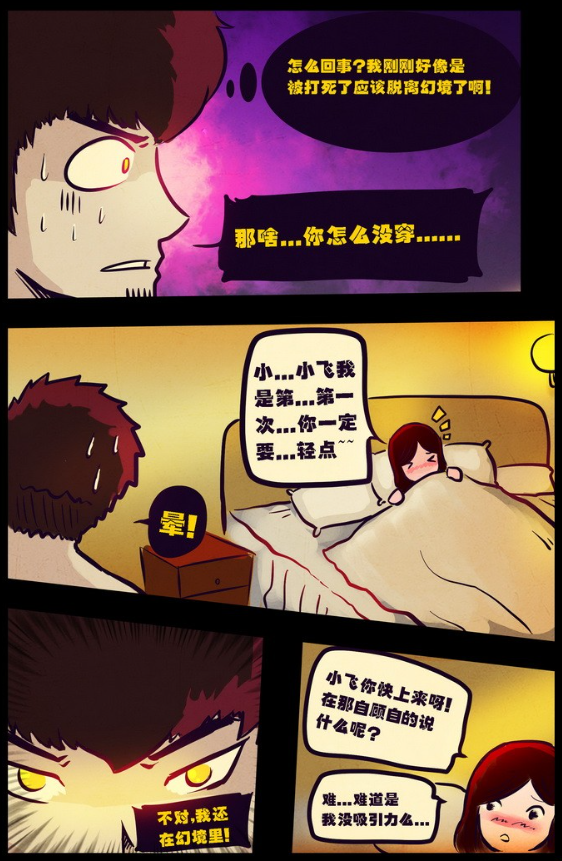 怎么回事?我刚刚好像是
被打死了应该脱离幻境了啊!
那啥...你怎么没穿......
小...小飞我
是第...第一
次...你一定
要...轻点~~
晕!
不对,我还
在幻境里!
小飞你快上来呀!
在那自顾自的说
什么呢?
难...难道是
我没吸引力么...